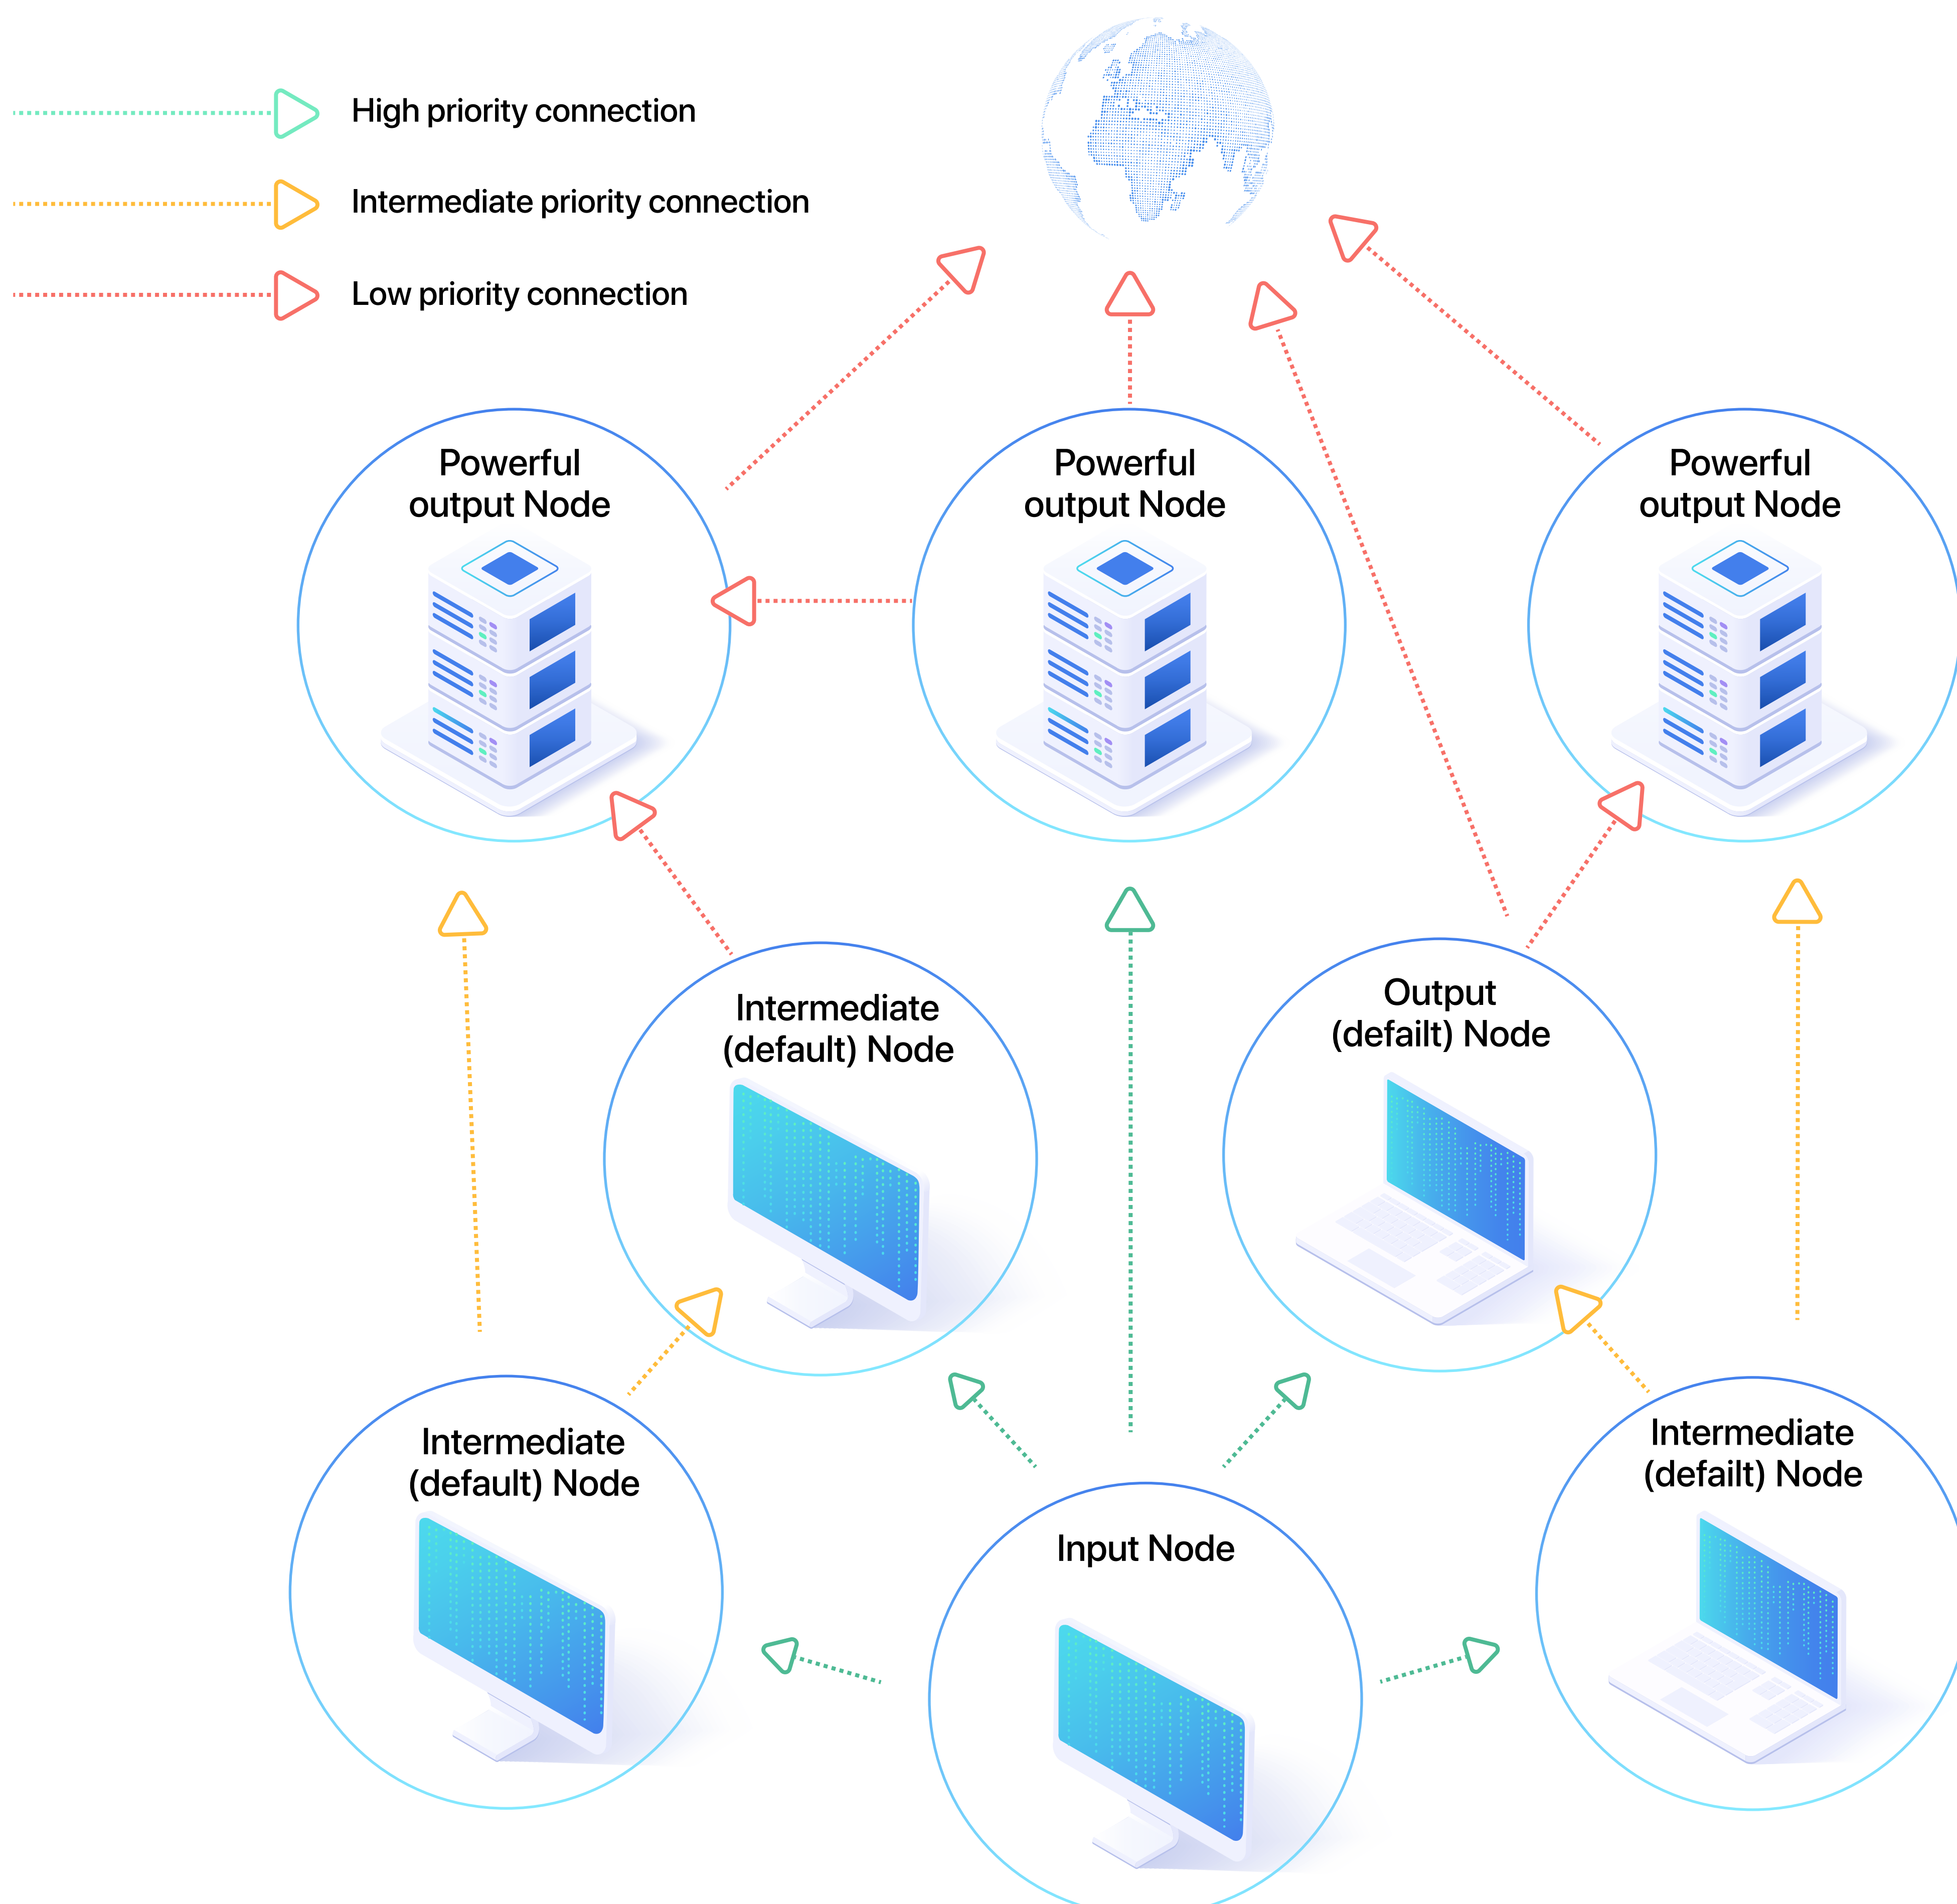 High priority connection
Intermediate priority connection
Low priority connection
Powerful
output Node
Powerful
output Node
Powerful
output Node
Intermediate
(default) Node
Output
(defailt) Node
Intermediate
(default) Node
Intermediate
(defailt) Node
Input Node